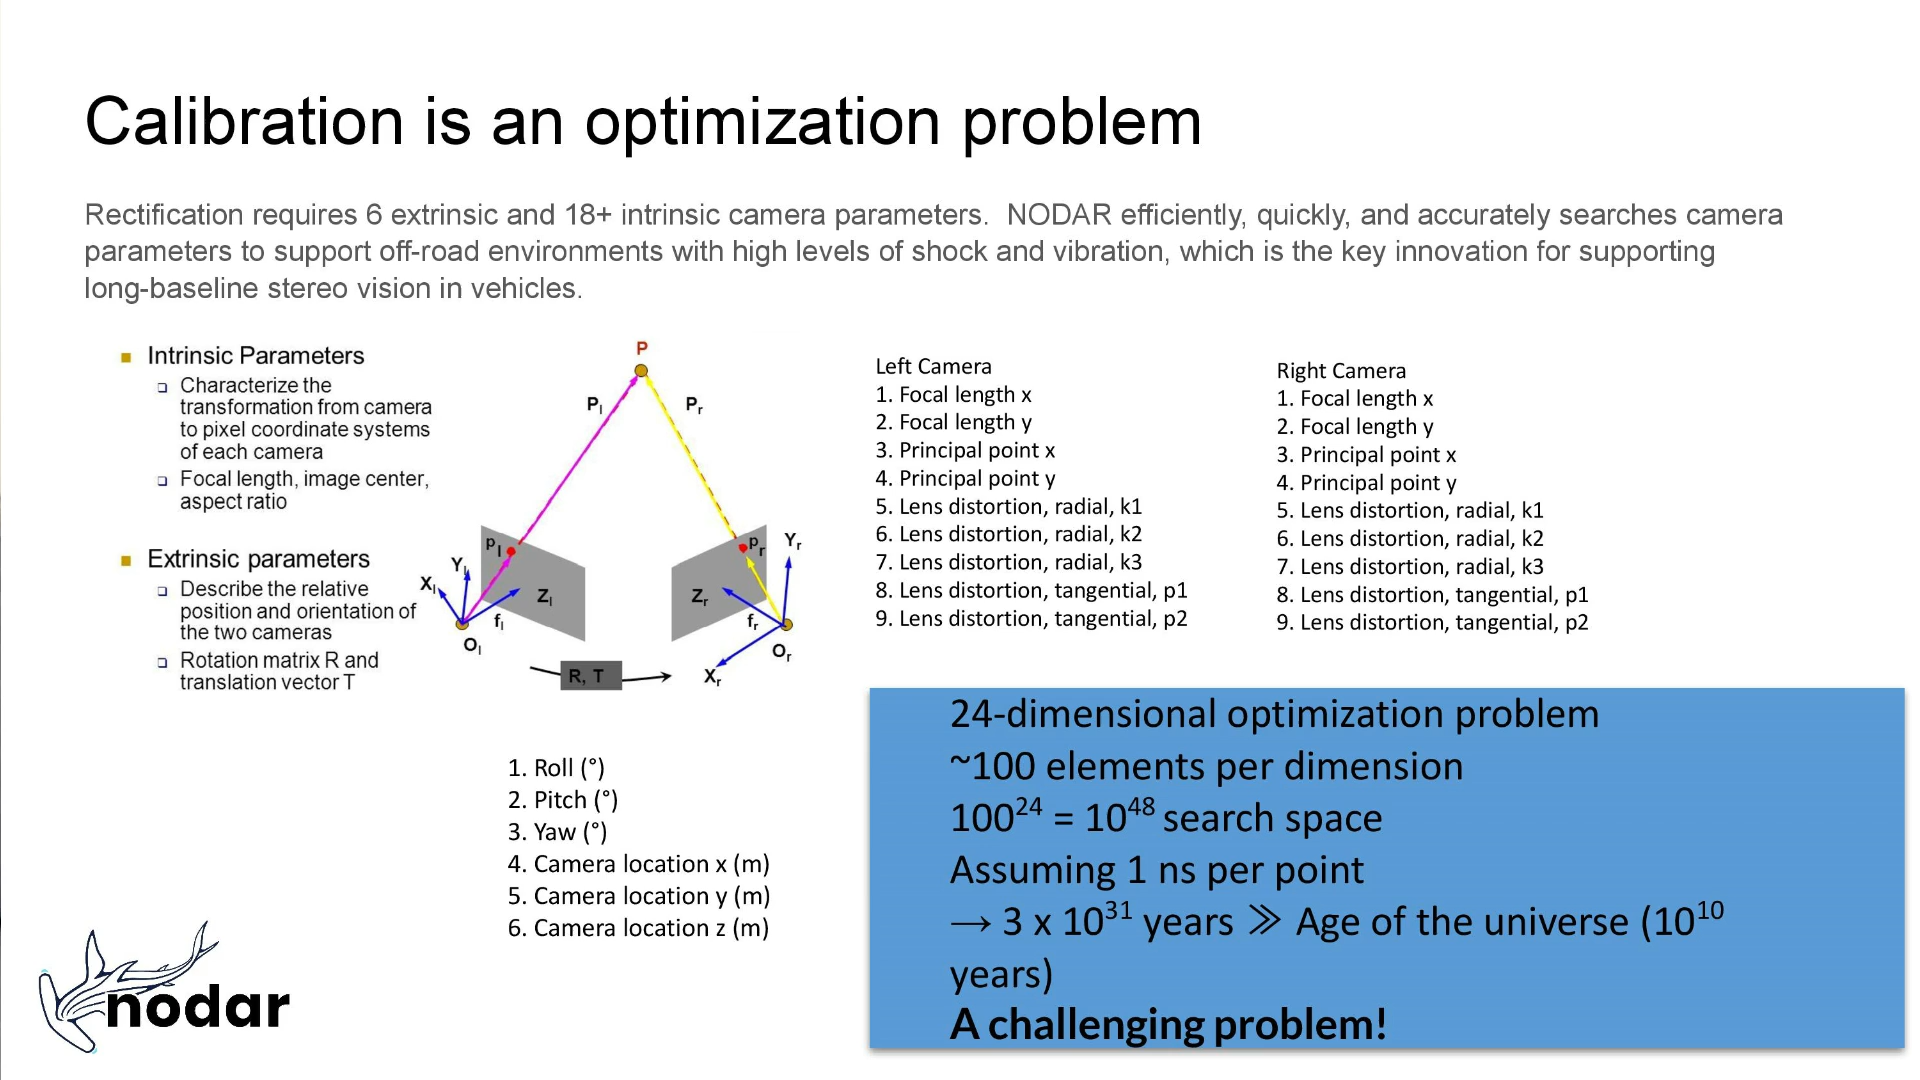 Calibration is an optimization problem
Rectification requires 6 extrinsic and 18+ intrinsic camera parameters.  NODAR efficiently, quickly, and accurately searches camera
parameters to support off-road environments with high levels of shock and vibration, which is the key innovation for supporting
long-baseline stereo vision in vehicles.
Intrinsic Parameters
Characterize the
transformation from camera
to pixel coordinate systems
of each camera
Focal length, image center,
aspect ratio
Extrinsic parameters
Describe the relative
position and orientation of
the two cameras
Rotation matrix R and
translation vector T
P
Pl
Pr
pl
pr
Yl
Yr
Xl
Zl
Zr
fl
fr
Ol
Or
R, T
Xr
1. Roll (°)
2. Pitch (°)
3. Yaw (°)
4. Camera location x (m)
5. Camera location y (m)
6. Camera location z (m)
Left Camera
1. Focal length x
2. Focal length y
3. Principal point x
4. Principal point y
5. Lens distortion, radial, k1
6. Lens distortion, radial, k2
7. Lens distortion, radial, k3
8. Lens distortion, tangential, p1
9. Lens distortion, tangential, p2
Right Camera
1. Focal length x
2. Focal length y
3. Principal point x
4. Principal point y
5. Lens distortion, radial, k1
6. Lens distortion, radial, k2
7. Lens distortion, radial, k3
8. Lens distortion, tangential, p1
9. Lens distortion, tangential, p2
24-dimensional optimization problem
~100 elements per dimension
100²⁴ = 10⁴⁸ search space
Assuming 1 ns per point
→ 3 x 10³¹ years ≫ Age of the universe (10¹⁰
years)
A challenging problem!
nodar